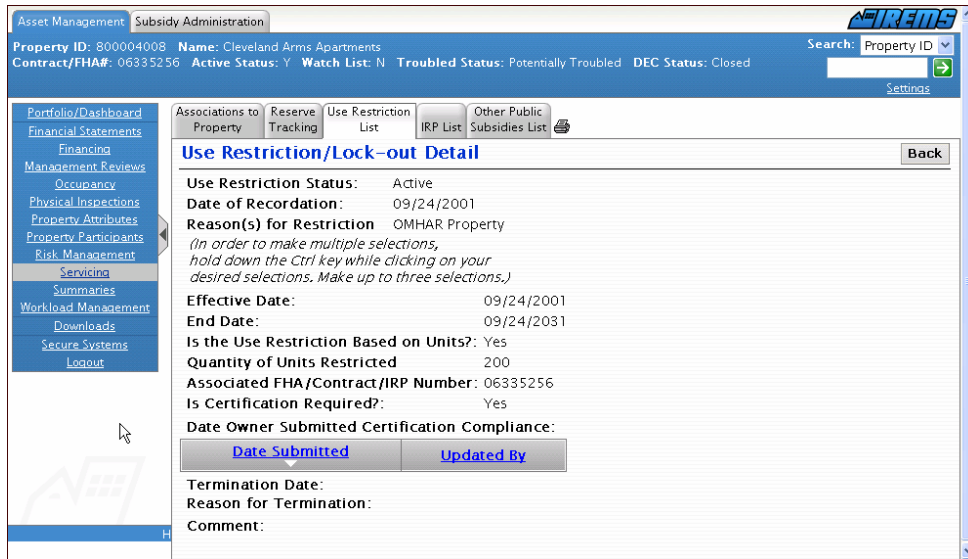 Asset Management Subsidy Administration
iREMS
Property ID: 800004008 Name: Cleveland Arms Apartments
Search: Property ID
Contract/FHA#: 06335256 Active Status: Y Watch List: N Troubled Status: Potentially Troubled DEC Status: Closed
Settings
Portfolio/Dashboard
Financial Statements
Financing
Management Reviews
Occupancy
Physical Inspections
Property Attributes
Property Participants
Risk Management
Servicing
Summaries
Workload Management
Downloads
Secure Systems
Logout
Associations to Property
Reserve Tracking
Use Restriction List
IRP List
Other Public Subsidies List
Use Restriction/Lock-out Detail
Back
Use Restriction Status: Active
Date of Recordation: 09/24/2001
Reason(s) for Restriction OMHAR Property
(In order to make multiple selections,
hold down the Ctrl key while clicking on your
desired selections. Make up to three selections.)
Effective Date: 09/24/2001
End Date: 09/24/2031
Is the Use Restriction Based on Units?: Yes
Quantity of Units Restricted 200
Associated FHA/Contract/IRP Number: 06335256
Is Certification Required?: Yes
Date Owner Submitted Certification Compliance:
Date Submitted Updated By
Termination Date:
Reason for Termination:
Comment:
H